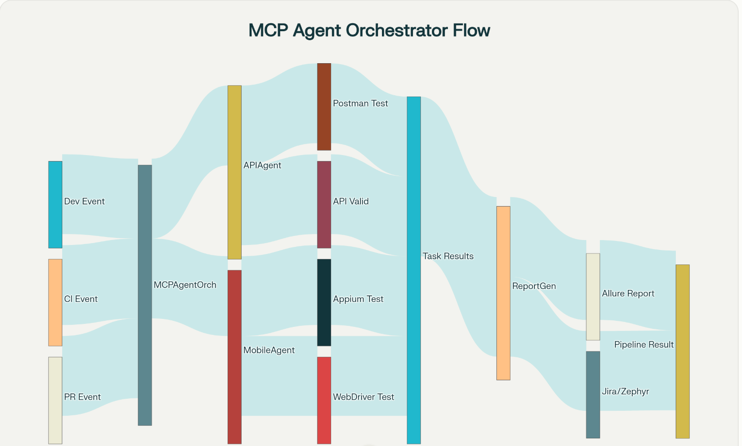 MCP Agent Orchestrator Flow
Dev Event
CI Event
PR Event
MCPAgentOrch
APIAgent
MobileAgent
Postman Test
API Valid
Appium Test
WebDriver Test
Task Results
ReportGen
Allure Report
Jira/Zephyr
Pipeline Result